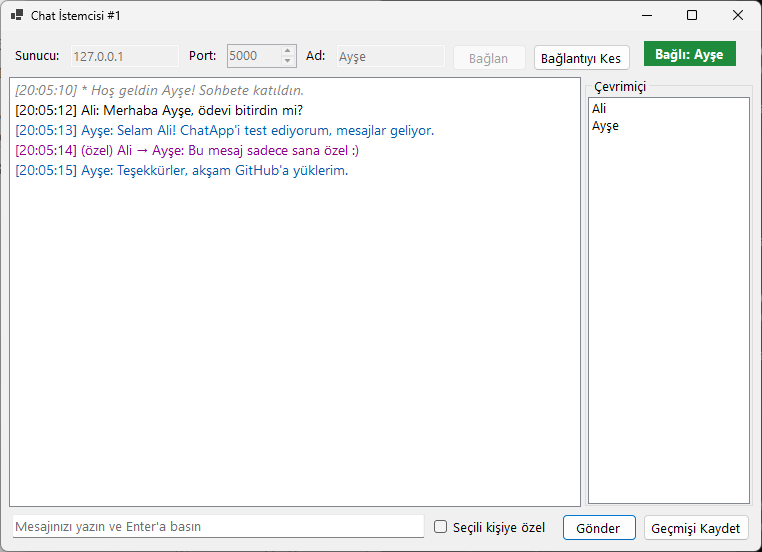 Chat İstemcisi #1
Sunucu: 127.0.0.1 Port: 5000 Ad: Ayşe Bağlan Bağlantıyı Kes Bağlı: Ayşe
[20:05:10] * Hoş geldin Ayşe! Sohbete katıldın.
[20:05:12] Ali: Merhaba Ayşe, ödevi bitirdin mi?
[20:05:13] Ayşe: Selam Ali! ChatApp'i test ediyorum, mesajlar geliyor.
[20:05:14] (özel) Ali → Ayşe: Bu mesaj sadece sana özel :)
[20:05:15] Ayşe: Teşekkürler, akşam GitHub'a yüklerim.
Çevrimiçi
Ali
Ayşe
Mesajınızı yazın ve Enter'a basın Seçili kişiye özel Gönder Geçmişi Kaydet